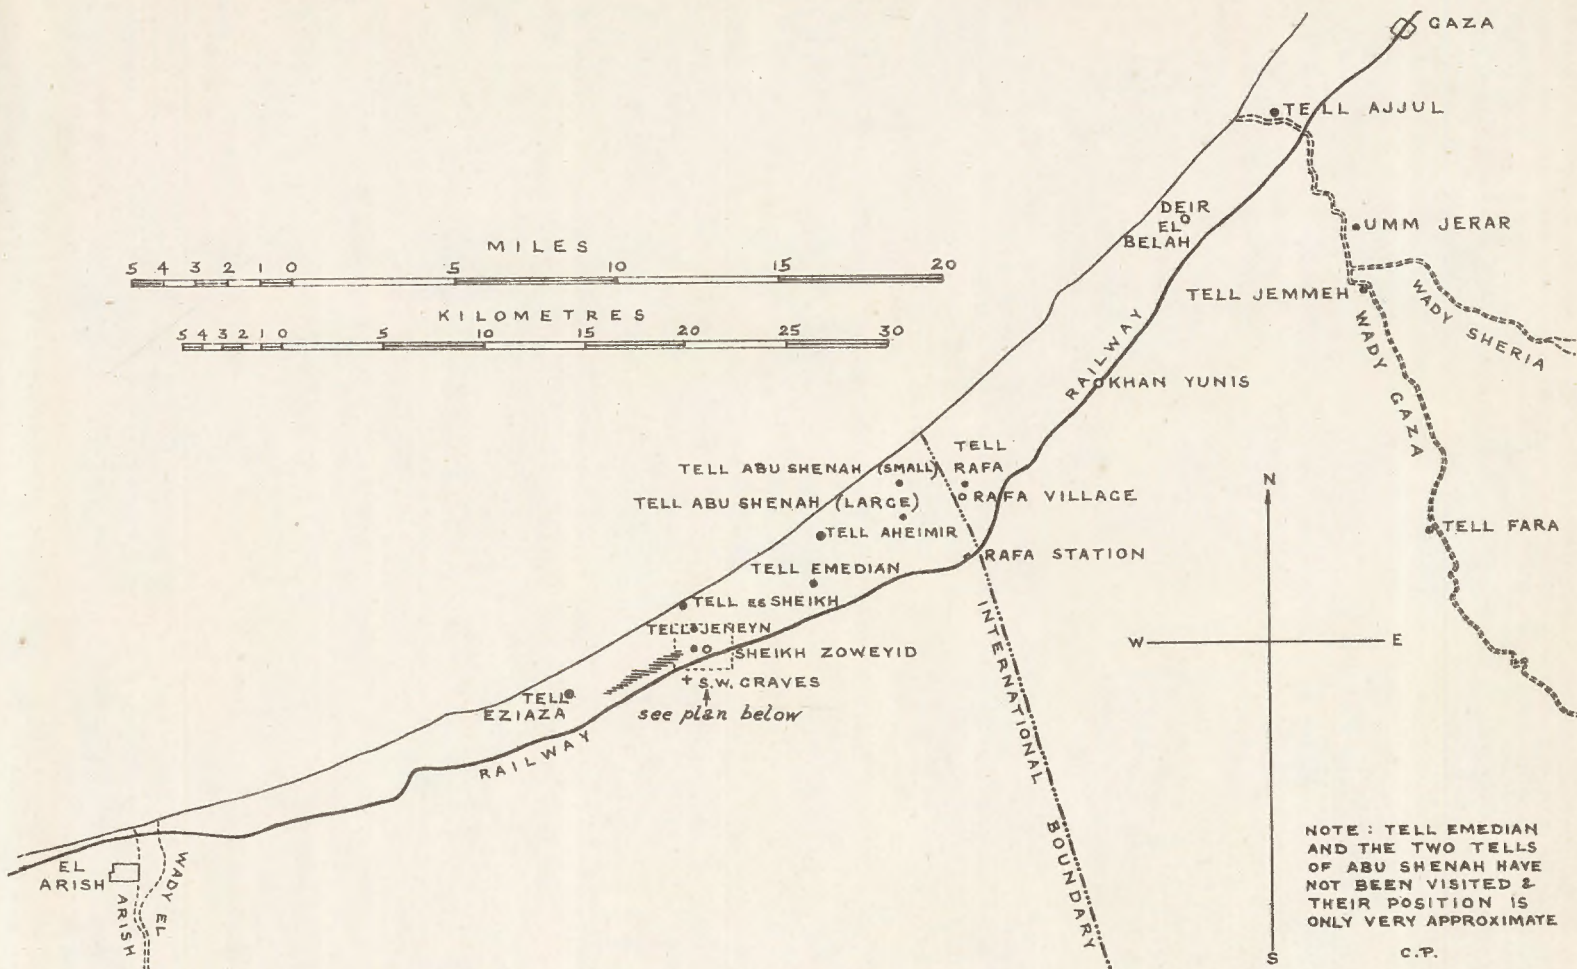 GAZA
TELL AJJUL
DEIR
EL
BELAH
UMM JERAR
MILES
5 4 3 2 1 0 5 10 15 20
TELL JEMMEH
WADY SHERIA
KILOMETRES
5 4 3 2 1 0 5 10 15 20 25 30
RAILWAY
KHAN YUNIS
WADY GAZA
TELL
RAFA
TELL ABU SHENAH (SMALL)
TELL ABU SHENAH (LARGE)
RAFA VILLAGE
TELL AHEIMIR
TELL FARA
RAFA STATION
TELL EMEDIAN
TELL ES SHEIKH
TELL JENEYN
SHEIKH ZOWEYID
S.W. GRAVES
see plan below
TELL
EZIAZA
RAILWAY
INTERNATIONAL BOUNDARY
N
W
E
S
EL
ARISH
WADY EL
ARISH
NOTE : TELL EMEDIAN
AND THE TWO TELLS
OF ABU SHENAH HAVE
NOT BEEN VISITED &
THEIR POSITION IS
ONLY VERY APPROXIMATE
C.P.